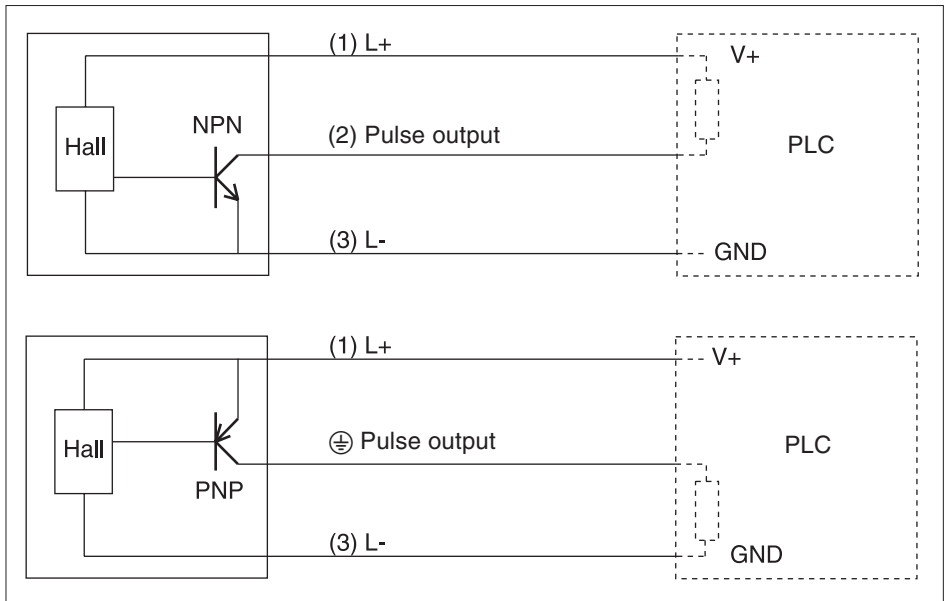 (1) L+
V+
NPN
Hall
(2) Pulse output
PLC
(3) L-
GND
(1) L+
V+
Hall
⏚ Pulse output
PLC
PNP
(3) L-
GND